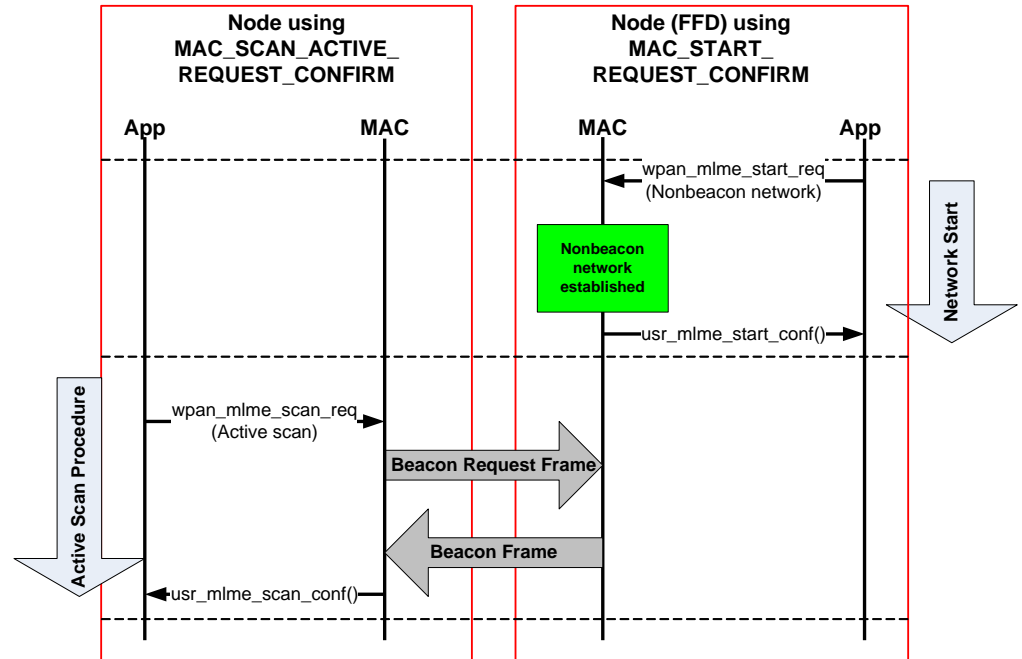 Node using
MAC_SCAN_ACTIVE_
REQUEST_CONFIRM
Node (FFD) using
MAC_START_
REQUEST_CONFIRM
App
MAC
MAC
App
wpan_mlme_start_req
(Nonbeacon network)
Nonbeacon
network
established
Network Start
usr_mlme_start_conf()
wpan_mlme_scan_req
(Active scan)
Beacon Request Frame
Active Scan Procedure
Beacon Frame
usr_mlme_scan_conf()